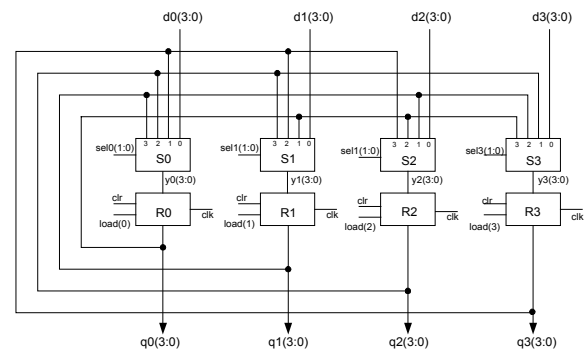 d0(3:0) d1(3:0) d2(3:0) d3(3:0)
3 2 1 0 3 2 1 0 3 2 1 0 3 2 1 0
sel0(1:0) S0 sel1(1:0) S1 sel1(1:0) S2 sel3(1:0) S3
y0(3:0) y1(3:0) y2(3:0) y3(3:0)
clr R0 clk clr R1 clk clr R2 clk clr R3 clk
load(0) load(1) load(2) load(3)
q0(3:0) q1(3:0) q2(3:0) q3(3:0)